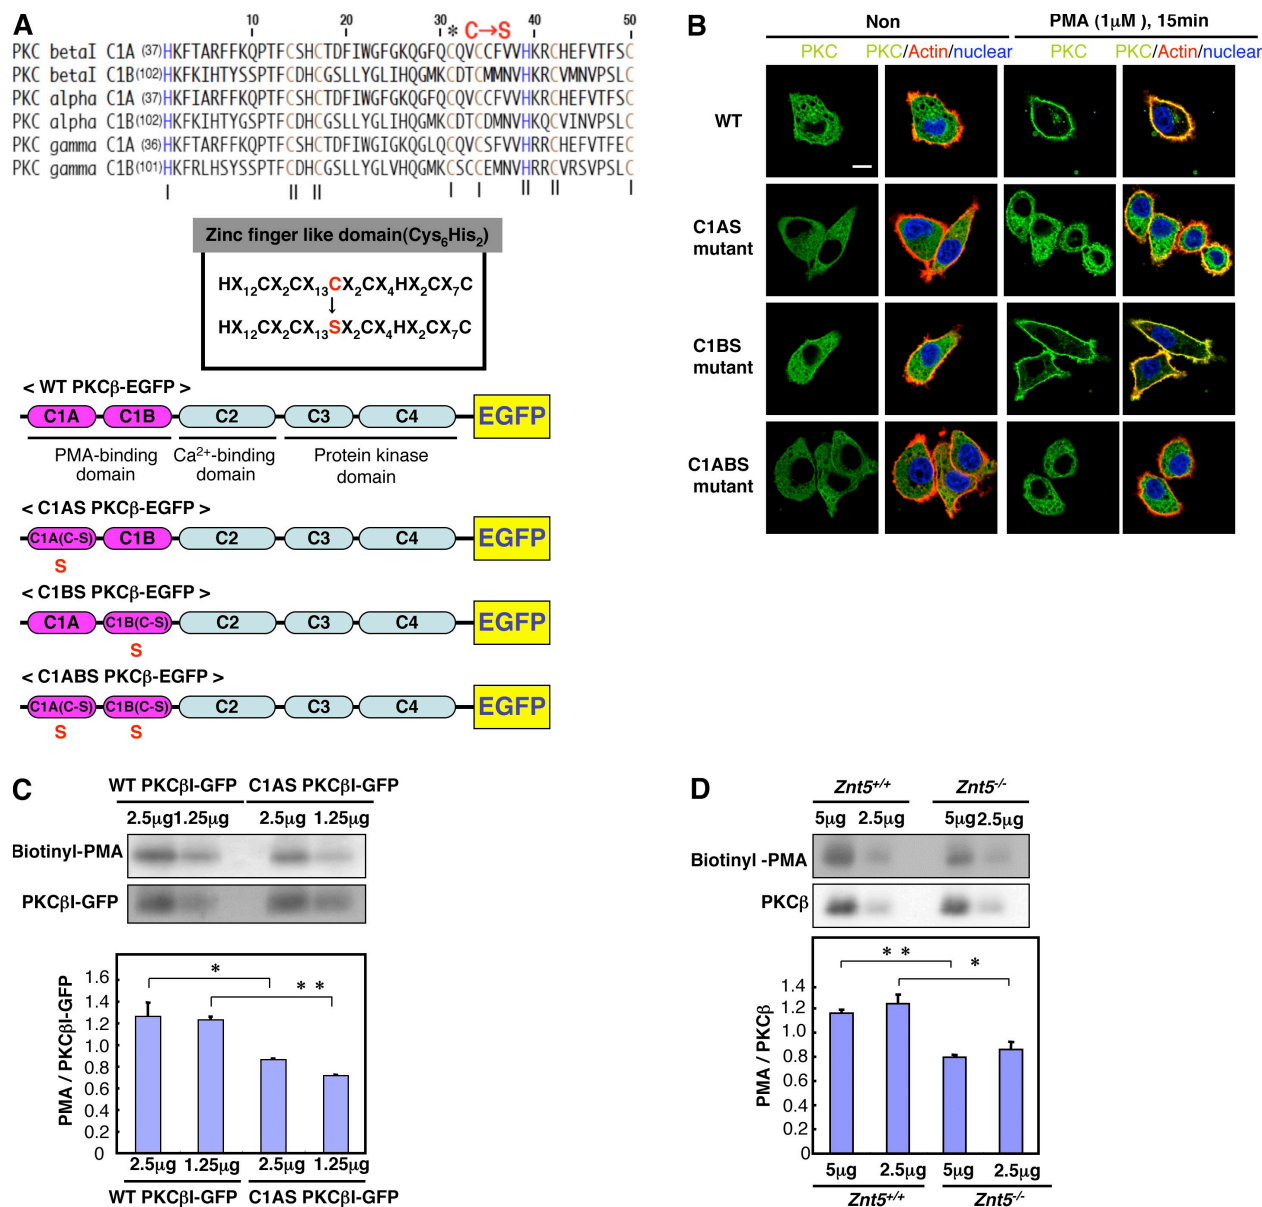 A
10 20 30 * C→S 40 50
PKC betaI C1A (37)HKFTARFFKQPTFCSHCTDFIWGFGKQGFQCQVCCFVVHKRCHEFVTFSC
PKC betaI C1B(102)HKFKIHTYSSPTFCDHCGSLLYGLIHQGMKCDTCMMNVHKRCVMNVPSLC
PKC alpha C1A (37)HKFIARFFKQPTFCSHCTDFIWGFGKQGFQCQVCCFVVHKRCHEFVTFSC
PKC alpha C1B(102)HKFKIHTYGSPTFCDHCGSLLYGLIHQGMKCDTCDMNVHKQCVINVPSLC
PKC gamma C1A (36)HKFTARFFKQPTFCSHCTDFIWGIGKQGLQCQVCSFVVHRRCHEFVTFEC
PKC gamma C1B(101)HKFRLHSYSSPTFCDHCGSLLYGLVHQGMKCSCCEMNVHRRCVRSVPSLC
I II II I I II II I
Zinc finger like domain(Cys6His2)
HX12CX2CX13CX2CX4HX2CX7C
↓
HX12CX2CX13SX2CX4HX2CX7C
< WT PKCβ-EGFP >
C1A C1B C2 C3 C4 EGFP
PMA-binding domain
Ca2+-binding domain
Protein kinase domain
< C1AS PKCβ-EGFP >
C1A(C-S) C1B C2 C3 C4 EGFP
S
< C1BS PKCβ-EGFP >
C1A C1B(C-S) C2 C3 C4 EGFP
S
< C1ABS PKCβ-EGFP >
C1A(C-S) C1B(C-S) C2 C3 C4 EGFP
S S
B
Non PMA (1μM ), 15min
PKC PKC/Actin/nuclear PKC PKC/Actin/nuclear
WT
C1AS
mutant
C1BS
mutant
C1ABS
mutant
C
WT PKCβI-GFP C1AS PKCβI-GFP
2.5μg 1.25μg 2.5μg 1.25μg
Biotinyl-PMA
PKCβI-GFP
PMA / PKCβI-GFP
1.6
1.4
1.2
1.0
0.8
0.6
0.4
0.2
0
*
* *
2.5μg 1.25μg 2.5μg 1.25μg
WT PKCβI-GFP C1AS PKCβI-GFP
D
Znt5+/+ Znt5-/-
5μg 2.5μg 5μg 2.5μg
Biotinyl -PMA
PKCβ
PMA / PKCβ
1.4
1.2
1.0
0.8
0.6
0.4
0.2
0
* *
*
5μg 2.5μg 5μg 2.5μg
Znt5+/+ Znt5-/-